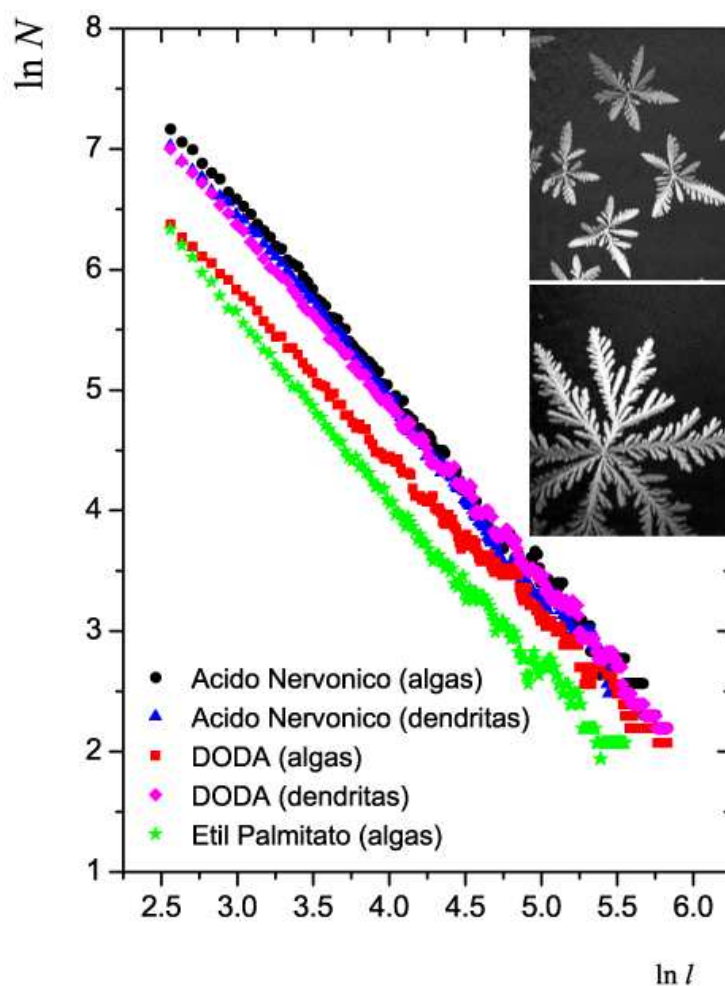 ln N
8
7
6
5
4
3
2
1
Acido Nervonico (algas)
Acido Nervonico (dendritas)
DODA (algas)
DODA (dendritas)
Etil Palmitato (algas)
2.5 3.0 3.5 4.0 4.5 5.0 5.5 6.0
ln l